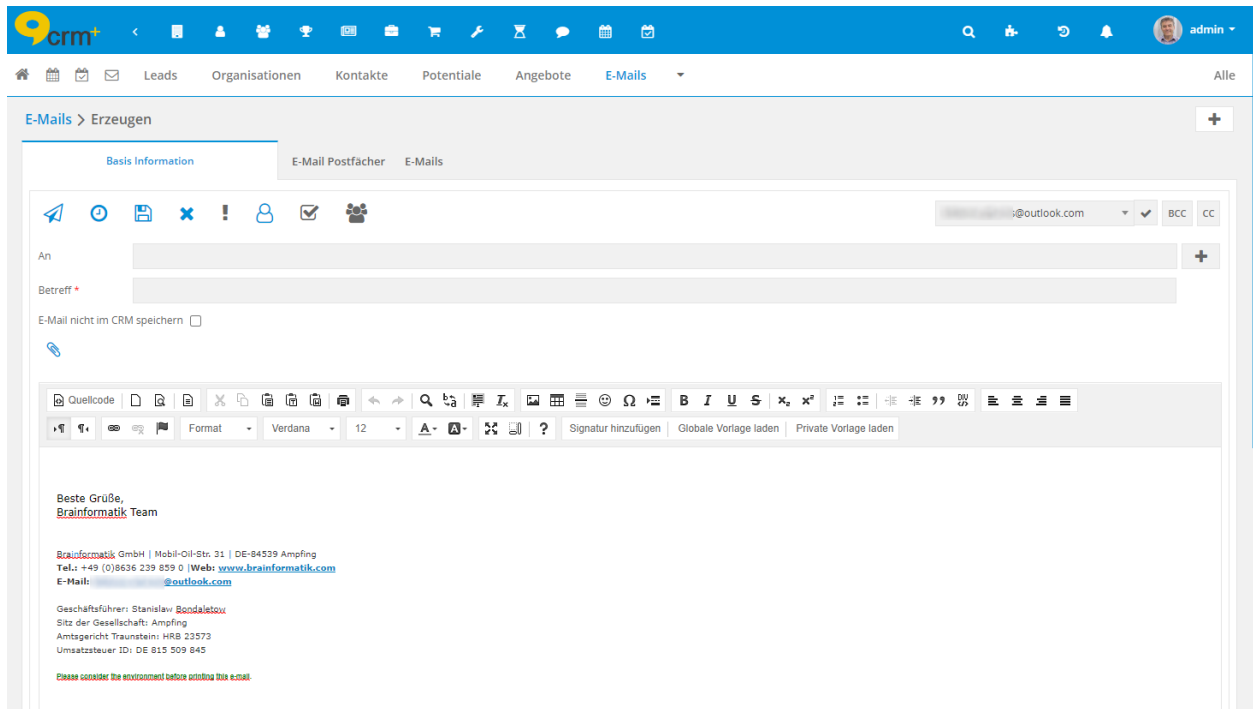 crm+
admin
Leads Organisationen Kontakte Potentiale Angebote E-Mails Alle
E-Mails > Erzeugen
Basis Information E-Mail Postfächer E-Mails
@outlook.com BCC CC
An
Betreff *
E-Mail nicht im CRM speichern
Quellcode
Format Verdana 12 Signatur hinzufügen Globale Vorlage laden Private Vorlage laden
Beste Grüße,
Brainformatik Team
Brainformatik GmbH | Mobil-Oil-Str. 31 | DE-84539 Ampfing
Tel.: +49 (0)8636 239 859 0 |Web: www.brainformatik.com
E-Mail: @outlook.com
Geschäftsführer: Stanislaw Bondaletow
Sitz der Gesellschaft: Ampfing
Amtsgericht Traunstein: HRB 23573
Umsatzsteuer ID: DE 815 509 845
Please consider the environment before printing this e-mail.